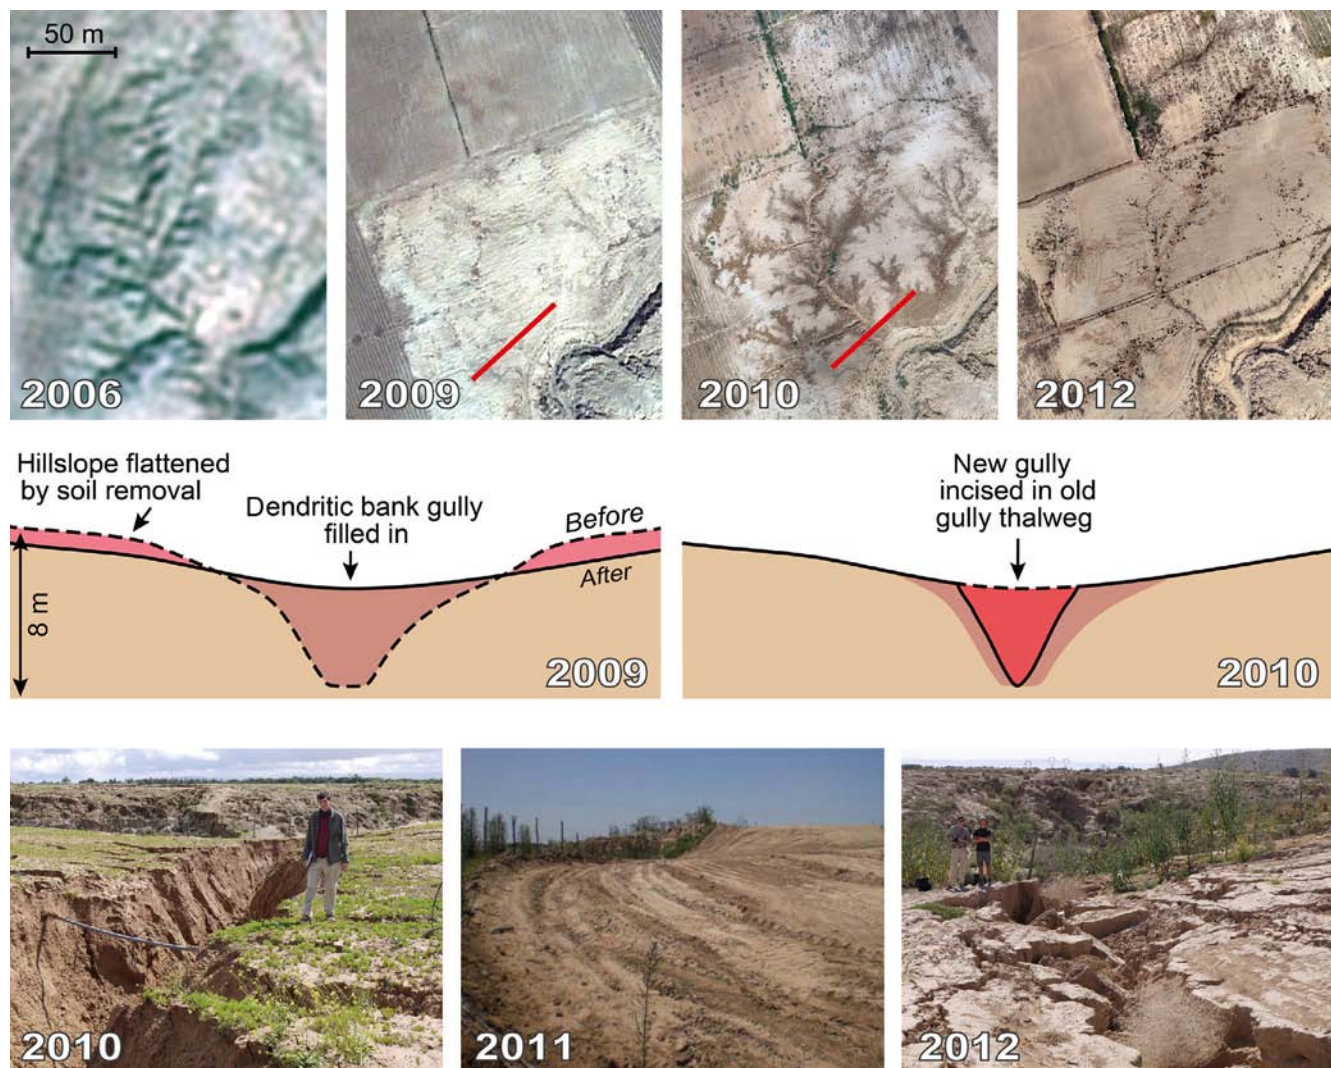 50 m
2006
2009
2010
2012
Hillslope flattened
by soil removal
Dendritic bank gully
filled in
Before
After
8 m
2009
New gully
incised in old
gully thalweg
2010
2010
2011
2012